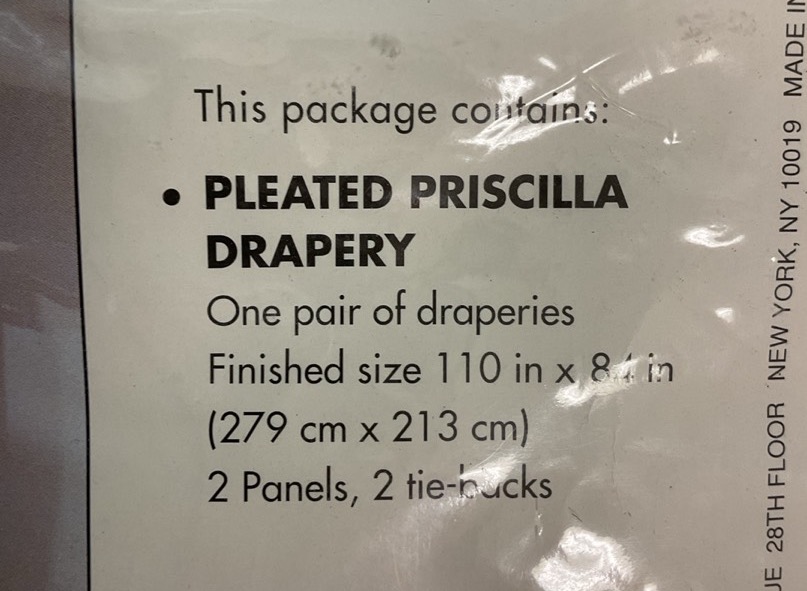 This package contains:
• PLEATED PRISCILLA
DRAPERY
One pair of draperies
Finished size 110 in x 84 in
(279 cm x 213 cm)
2 Panels, 2 tie-backs
28TH FLOOR NEW YORK, NY 10019 MADE IN